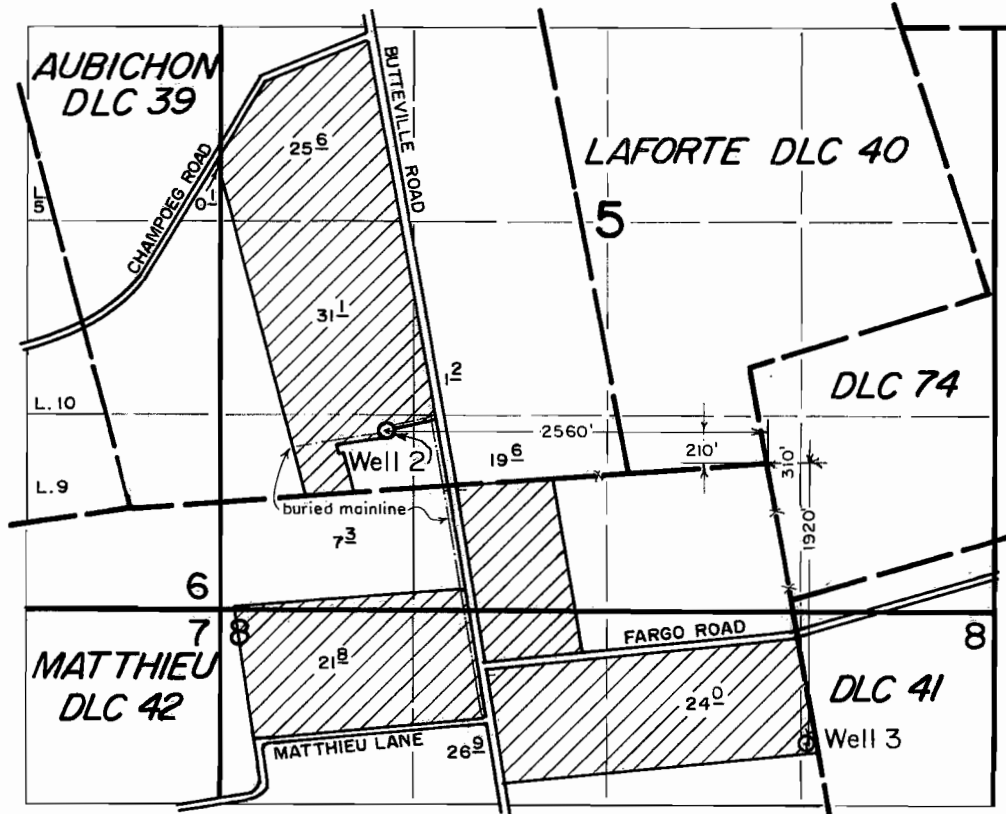 AUBICHON
DLC 39
BUTTEVILLE ROAD
25 6
LAFORTE DLC 40
CHAMPOEG ROAD
0 1
L
5
5
31 1
1 2
DLC 74
L. 10
2560'
Well 2
19 6
210'
310'
L. 9
buried mainline
7 3
1920'
6
7 8
FARGO ROAD
8
MATTHIEU
DLC 42
21 8
24 0
DLC 41
MATTHIEU LANE
26 9
Well 3